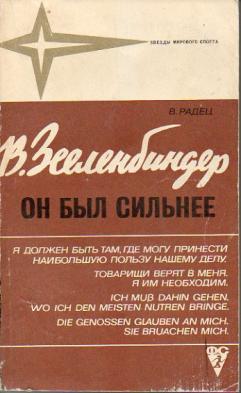 ЗВЕЗДЫ МИРОВОГО СПОРТА
В. РАДЕЦ
В. Зееленбиндер
ОН БЫЛ СИЛЬНЕЕ
Я ДОЛЖЕН БЫТЬ ТАМ, ГДЕ МОГУ ПРИНЕСТИ
НАИБОЛЬШУЮ ПОЛЬЗУ НАШЕМУ ДЕЛУ.
ТОВАРИЩИ ВЕРЯТ В МЕНЯ.
Я ИМ НЕОБХОДИМ.
ICH MUß DAHIN GEHEN,
WO ICH DEN MEISTEN NUTREN BRINGE.
DIE GENOSSEN GLAUBEN AN MICH.
SIE BRUACHEN MICH.
ФиС